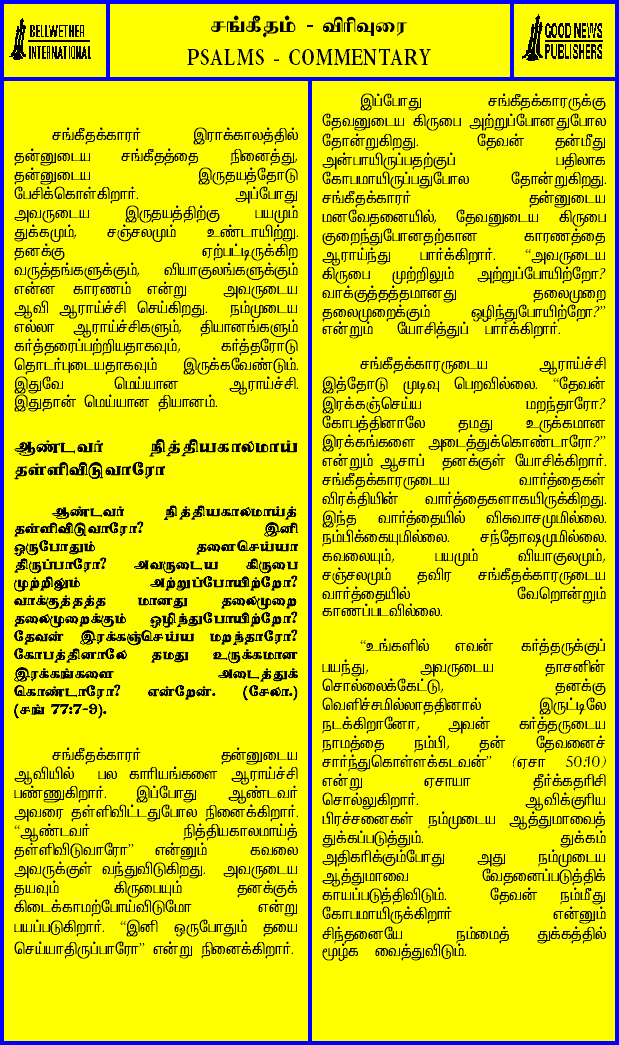 BELLWETHER
INTERNATIONAL
சங்கீதம் - விரிவுரை
PSALMS - COMMENTARY
GOOD NEWS
PUBLISHERS
சங்கீதக்காரர் இராக்காலத்தில்
தன்னுடைய சங்கீதத்தை நினைத்து,
தன்னுடைய இருதயத்தோடு
பேசிக்கொள்கிறார். அப்போது
அவருடைய இருதயத்திற்கு பயமும்
துக்கமும், சஞ்சலமும் உண்டாயிற்று.
தனக்கு ஏற்பட்டிருக்கிற
வருத்தங்களுக்கும், வியாகுலங்களுக்கும்
என்ன காரணம் என்று அவருடைய
ஆவி ஆராய்ச்சி செய்கிறது. நம்முடைய
எல்லா ஆராய்ச்சிகளும், தியானங்களும்
கர்த்தரைப்பற்றியதாகவும், கர்த்தரோடு
தொடர்புடையதாகவும் இருக்கவேண்டும்.
இதுவே மெய்யான ஆராய்ச்சி.
இதுதான் மெய்யான தியானம்.
ஆண்டவர் நித்தியகாலமாய்
தள்ளிவிடுவாரோ
ஆண்டவர் நித்தியகாலமாய்த்
தள்ளிவிடுவாரோ? இனி
ஒருபோதும் தளைசெய்யா
திருப்பாரோ? அவருடைய கிருபை
முற்றிலும் அற்றுப்போயிற்றோ?
வாக்குத்தத்த மானது தலைமுறை
தலைமுறைக்கும் ஒழிந்துபோயிற்றோ?
தேவன் இரக்கஞ்செய்ய மறந்தாரோ?
கோபத்தினாலே தமது உருக்கமான
இரக்கங்களை அடைத்துக்
கொண்டாரோ? என்றேன். (சேலா.)
(சங் 77:7-9).
சங்கீதக்காரர் தன்னுடைய
ஆவியில் பல காரியங்களை ஆராய்ச்சி
பண்ணுகிறார். இப்போது ஆண்டவர்
அவரை தள்ளிவிட்டதுபோல நினைக்கிறார்.
“ஆண்டவர் நித்தியகாலமாய்த்
தள்ளிவிடுவாரோ” என்னும் கவலை
அவருக்குள் வந்துவிடுகிறது. அவருடைய
தயவும் கிருபையும் தனக்குக்
கிடைக்காமற்போய்விடுமோ என்று
பயப்படுகிறார். “இனி ஒருபோதும் தயை
செய்யாதிருப்பாரோ” என்று நினைக்கிறார்.
இப்போது சங்கீதக்காரருக்கு
தேவனுடைய கிருபை அற்றுப்போனதுபோல
தோன்றுகிறது. தேவன் தன்மீது
அன்பாயிருப்பதற்குப் பதிலாக
கோபமாயிருப்பதுபோல தோன்றுகிறது.
சங்கீதக்காரர் தன்னுடைய
மனவேதனையில், தேவனுடைய கிருபை
குறைந்துபோனதற்கான காரணத்தை
ஆராய்ந்து பார்க்கிறார். “அவருடைய
கிருபை முற்றிலும் அற்றுப்போயிற்றோ?
வாக்குத்தத்தமானது தலைமுறை
தலைமுறைக்கும் ஒழிந்துபோயிற்றோ?”
என்றும் யோசித்துப் பார்க்கிறார்.
சங்கீதக்காரருடைய ஆராய்ச்சி
இத்தோடு முடிவு பெறவில்லை. “தேவன்
இரக்கஞ்செய்ய மறந்தாரோ?
கோபத்தினாலே தமது உருக்கமான
இரக்கங்களை அடைத்துக்கொண்டாரோ?”
என்றும் ஆசாப் தனக்குள் யோசிக்கிறார்.
சங்கீதக்காரருடைய வார்த்தைகள்
விரக்தியின் வார்த்தைகளாகயிருக்கிறது.
இந்த வார்த்தையில் விசுவாசமுமில்லை.
நம்பிக்கையுமில்லை. சந்தோஷமுமில்லை.
கவலையும், பயமும் வியாகுலமும்,
சஞ்சலமும் தவிர சங்கீதக்காரருடைய
வார்த்தையில் வேறொன்றும்
காணப்படவில்லை.
“உங்களில் எவன் கர்த்தருக்குப்
பயந்து, அவருடைய தாசனின்
சொல்லைக்கேட்டு, தனக்கு
வெளிச்சமில்லாததினால் இருட்டிலே
நடக்கிறானோ, அவன் கர்த்தருடைய
நாமத்தை நம்பி, தன் தேவனைச்
சார்ந்துகொள்ளக்கடவன்” (ஏசா 50:10)
என்று ஏசாயா தீர்க்கதரிசி
சொல்லுகிறார். ஆவிக்குரிய
பிரச்சனைகள் நம்முடைய ஆத்துமாவைத்
துக்கப்படுத்தும். துக்கம்
அதிகரிக்கும்போது அது நம்முடைய
ஆத்துமாவை வேதனைப்படுத்திக்
காயப்படுத்திவிடும். தேவன் நம்மீது
கோபமாயிருக்கிறார் என்னும்
சிந்தனையே நம்மைத் துக்கத்தில்
மூழ்க வைத்துவிடும்.